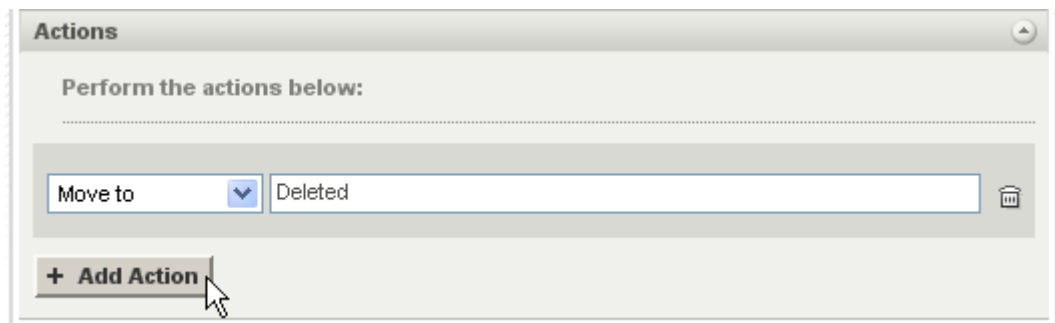 Actions
Perform the actions below:
Move to Deleted
+ Add Action